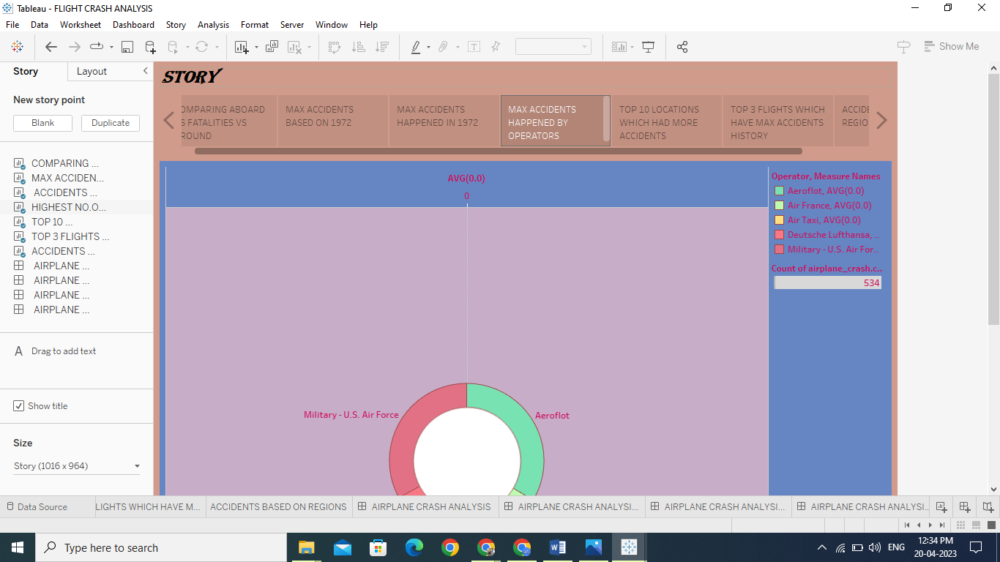 Tableau - FLIGHT CRASH ANALYSIS
File Data Worksheet Dashboard Story Analysis Format Server Window Help
Show Me
Story Layout
New story point
Blank Duplicate
COMPARING ...
MAX ACCIDEN...
ACCIDENTS ...
HIGHEST NO.O...
TOP 10 ...
TOP 3 FLIGHTS ...
ACCIDENTS ...
AIRPLANE ...
AIRPLANE ...
AIRPLANE ...
AIRPLANE ...
A Drag to add text
Show title
Size
Story (1016 x 964)
STORY
OMPARING ABOARD
S FATALITIES VS
ROUND
MAX ACCIDENTS
BASED ON 1972
MAX ACCIDENTS
HAPPENED IN 1972
MAX ACCIDENTS
HAPPENED BY
OPERATORS
TOP 10 LOCATIONS
WHICH HAD MORE
ACCIDENTS
TOP 3 FLIGHTS WHICH
HAVE MAX ACCIDENTS
HISTORY
ACCIDE
REGIO
AVG(0.0)
0
Military - U.S. Air Force
Aeroflot
Operator, Measure Names
Aeroflot, AVG(0.0)
Air France, AVG(0.0)
Air Taxi, AVG(0.0)
Deutsche Lufthansa, ..
Military - U.S. Air For..
Count of airplane_crash.c..
534
Data Source
LIGHTS WHICH HAVE M...
ACCIDENTS BASED ON REGIONS
AIRPLANE CRASH ANALYSIS
AIRPLANE CRASH ANALYSI...
AIRPLANE CRASH ANALYSI...
AIRPLANE CRASH ANALYSI...
Type here to search
ENG
12:34 PM
20-04-2023